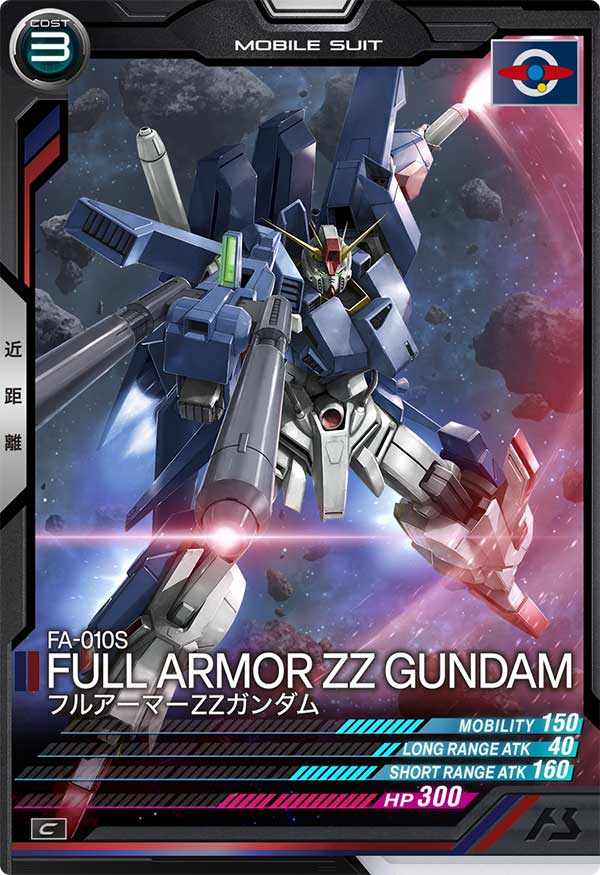 COST
3
MOBILE SUIT
近距離
FA-010S
FULL ARMOR ZZ GUNDAM
フルアーマーZZガンダム
MOBILITY 150
LONG RANGE ATK 40
SHORT RANGE ATK 160
HP 300
C